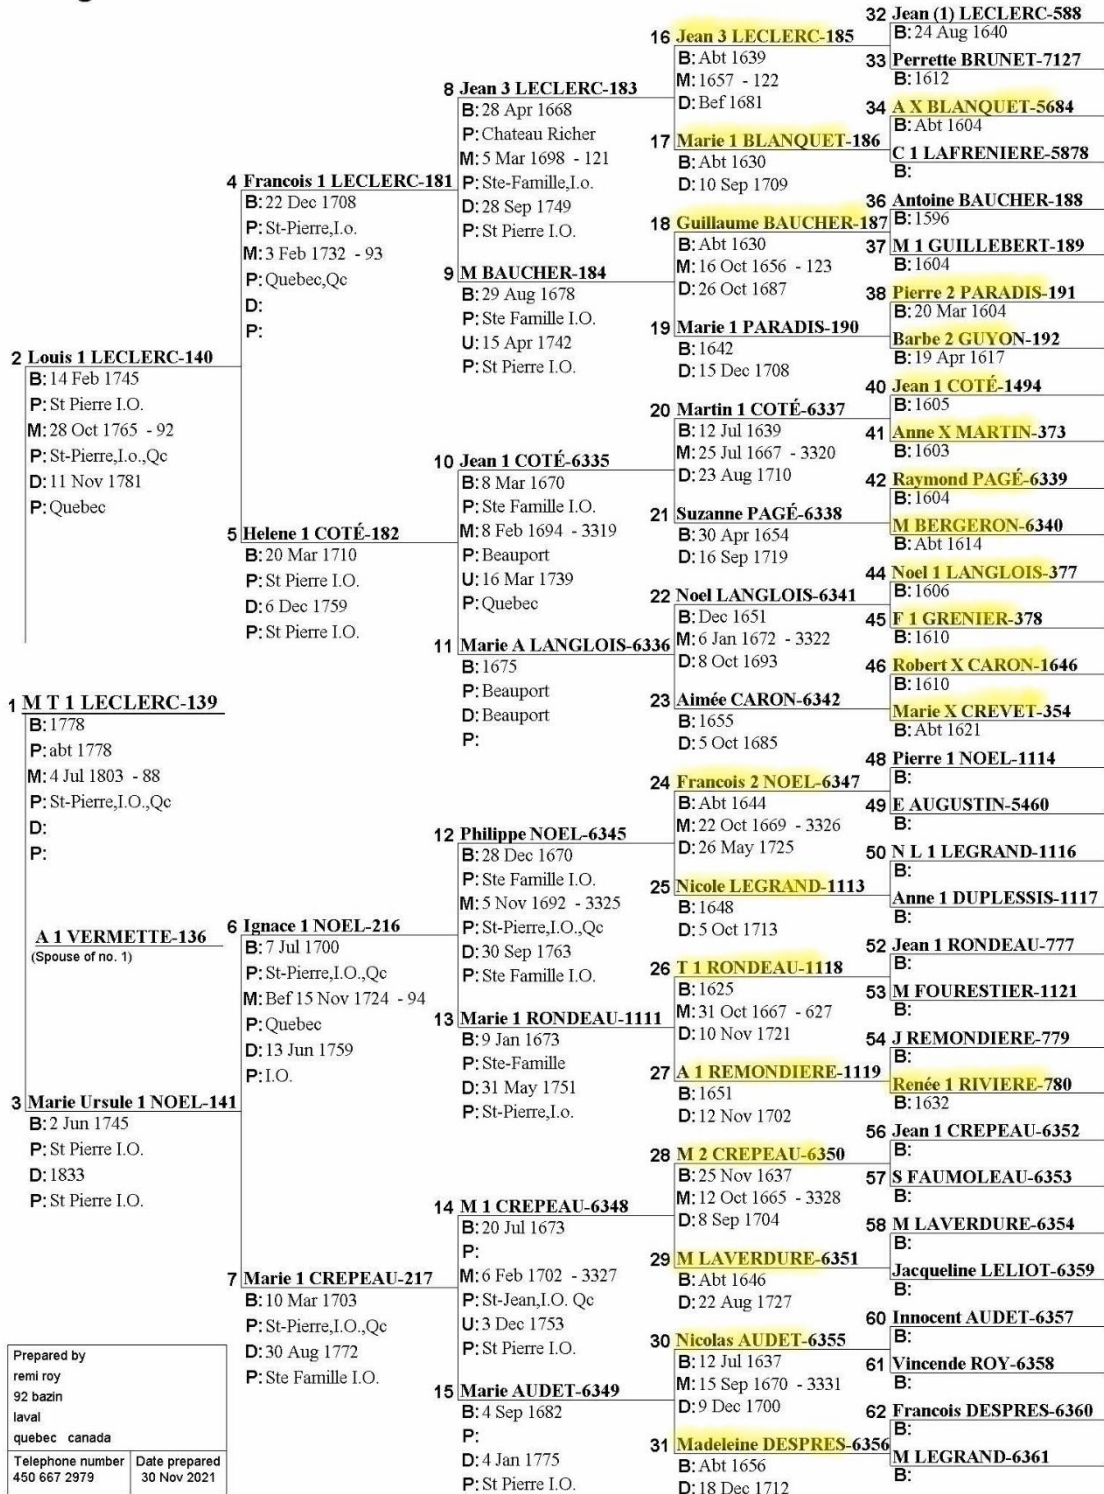 2 Louis 1 LECLERC-140
B: 14 Feb 1745
P: St Pierre I.O.
M: 28 Oct 1765 - 92
P: St-Pierre,I.o.,Qc
D: 11 Nov 1781
P: Quebec
1 M T 1 LECLERC-139
B: 1778
P: abt 1778
M: 4 Jul 1803 - 88
P: St-Pierre,I.O.,Qc
D:
P:
A 1 VERMETTE-136
(Spouse of no. 1)
3 Marie Ursule 1 NOEL-141
B: 2 Jun 1745
P: St Pierre I.O.
D: 1833
P: St Pierre I.O.
Prepared by
remi roy
92 bazin
laval
quebec canada
Telephone number
450 667 2979
Date prepared
30 Nov 2021
4 Francois 1 LECLERC-181
B: 22 Dec 1708
P: St-Pierre,I.o.
M: 3 Feb 1732 - 93
P: Quebec,Qc
D:
P:
5 Helene 1 COTÉ-182
B: 20 Mar 1710
P: St Pierre I.O.
D: 6 Dec 1759
P: St Pierre I.O.
6 Ignace 1 NOEL-216
B: 7 Jul 1700
P: St-Pierre,I.O.,Qc
M: Bef 15 Nov 1724 - 94
P: Quebec
D: 13 Jun 1759
P: I.O.
7 Marie 1 CREPEAU-217
B: 10 Mar 1703
P: St-Pierre,I.O.,Qc
D: 30 Aug 1772
P: Ste Famille I.O.
8 Jean 3 LECLERC-183
B: 28 Apr 1668
P: Chateau Richer
M: 5 Mar 1698 - 121
P: Ste-Famille,I.o.
D: 28 Sep 1749
P: St Pierre I.O.
9 M BAUCHER-184
B: 29 Aug 1678
P: Ste Famille I.O.
U: 15 Apr 1742
P: St Pierre I.O.
10 Jean 1 COTÉ-6335
B: 8 Mar 1670
P: Ste Famille I.O.
M: 8 Feb 1694 - 3319
P: Beauport
U: 16 Mar 1739
P: Quebec
11 Marie A LANGLOIS-6336
B: 1675
P: Beauport
D: Beauport
P:
12 Philippe NOEL-6345
B: 28 Dec 1670
P: Ste Famille I.O.
M: 5 Nov 1692 - 3325
P: St-Pierre,I.O.,Qc
D: 30 Sep 1763
P: Ste Famille I.O.
13 Marie 1 RONDEAU-1111
B: 9 Jan 1673
P: Ste-Famille
D: 31 May 1751
P: St-Pierre,I.o.
14 M 1 CREPEAU-6348
B: 20 Jul 1673
P:
M: 6 Feb 1702 - 3327
P: St-Jean,I.O. Qc
U: 3 Dec 1753
P: St Pierre I.O.
15 Marie AUDET-6349
B: 4 Sep 1682
P:
D: 4 Jan 1775
P: St Pierre I.O.
16 Jean 3 LECLERC-185
B: Abt 1639
M: 1657 - 122
D: Bef 1681
17 Marie 1 BLANQUET-186
B: Abt 1630
D: 10 Sep 1709
18 Guillaume BAUCHER-187
B: Abt 1630
M: 16 Oct 1656 - 123
D: 26 Oct 1687
19 Marie 1 PARADIS-190
B: 1642
D: 15 Dec 1708
20 Martin 1 COTÉ-6337
B: 12 Jul 1639
M: 25 Jul 1667 - 3320
D: 23 Aug 1710
21 Suzanne PAGÉ-6338
B: 30 Apr 1654
D: 16 Sep 1719
22 Noel LANGLOIS-6341
B: Dec 1651
M: 6 Jan 1672 - 3322
D: 8 Oct 1693
23 Aimée CARON-6342
B: 1655
D: 5 Oct 1685
24 Francois 2 NOEL-6347
B: Abt 1644
M: 22 Oct 1669 - 3326
D: 26 May 1725
25 Nicole LEGRAND-1113
B: 1648
D: 5 Oct 1713
26 T 1 RONDEAU-1118
B: 1625
M: 31 Oct 1667 - 627
D: 10 Nov 1721
27 A 1 REMONDIERE-1119
B: 1651
D: 12 Nov 1702
28 M 2 CREPEAU-6350
B: 25 Nov 1637
M: 12 Oct 1665 - 3328
D: 8 Sep 1704
29 M LAVERDURE-6351
B: Abt 1646
D: 22 Aug 1727
30 Nicolas AUDET-6355
B: 12 Jul 1637
M: 15 Sep 1670 - 3331
D: 9 Dec 1700
31 Madeleine DESPRES-6356
B: Abt 1656
D: 18 Dec 1712
32 Jean (1) LECLERC-588
B: 24 Aug 1640
33 Perrette BRUNET-7127
B: 1612
34 A X BLANQUET-5684
B: Abt 1604
C 1 LAFRENIERE-5878
B:
36 Antoine BAUCHER-188
B: 1596
37 M 1 GUILLEBERT-189
B: 1604
38 Pierre 2 PARADIS-191
B: 20 Mar 1604
Barbe 2 GUYON-192
B: 19 Apr 1617
40 Jean 1 COTÉ-1494
B: 1605
41 Anne X MARTIN-373
B: 1603
42 Raymond PAGÉ-6339
B: 1604
M BERGERON-6340
B: Abt 1614
44 Noel 1 LANGLOIS-377
B: 1606
45 F 1 GRENIER-378
B: 1610
46 Robert X CARON-1646
B: 1610
Marie X CREVET-354
B: Abt 1621
48 Pierre 1 NOEL-1114
B:
49 E AUGUSTIN-5460
B:
50 N L 1 LEGRAND-1116
B:
Anne 1 DUPLESSIS-1117
B:
52 Jean 1 RONDEAU-777
B:
53 M FOURESTIER-1121
B:
54 J REMONDIERE-779
B:
Renée 1 RIVIERE-780
B: 1632
56 Jean 1 CREPEAU-6352
B:
57 S FAUMOLEAU-6353
B:
58 M LAVERDURE-6354
B:
Jacqueline LELIOT-6359
B:
60 Innocent AUDET-6357
B:
61 Vincende ROY-6358
B:
62 Francois DESPRES-6360
B:
M LEGRAND-6361
B: